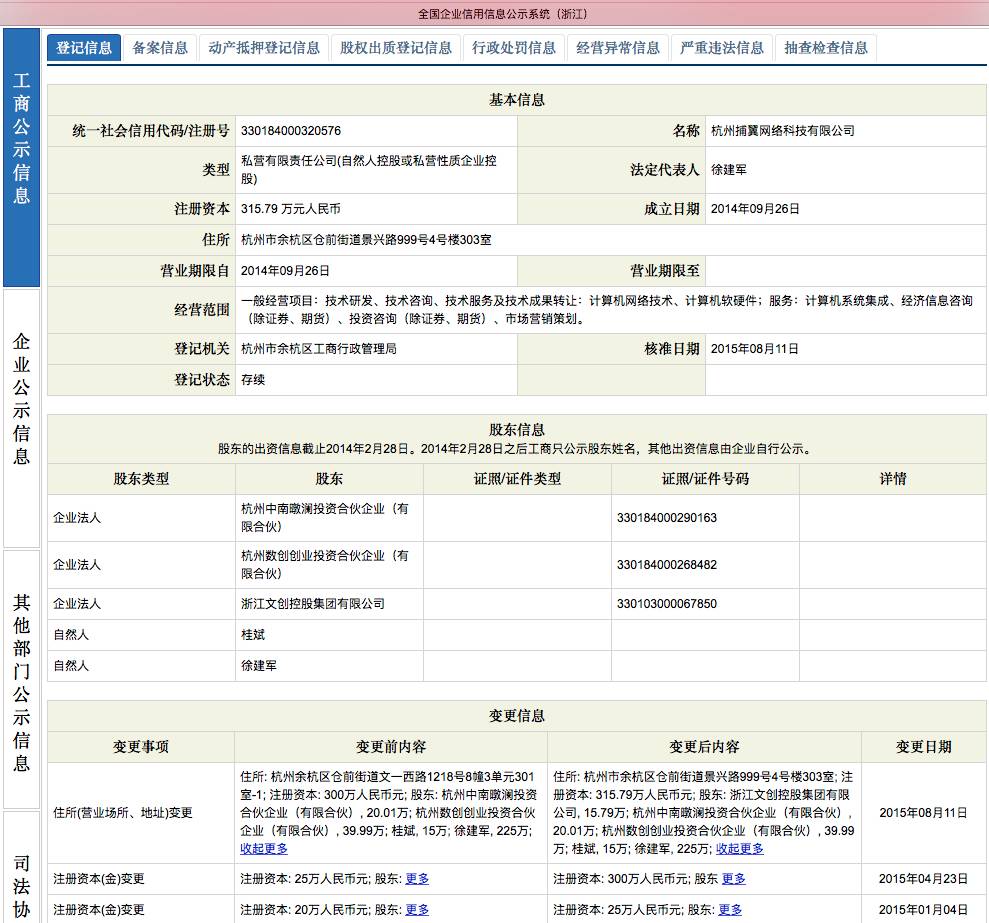 全国企业信用信息公示系统（浙江）
工商公示信息
企业公示信息
其他部门公示信息
司法协
登记信息 备案信息 动产抵押登记信息 股权出质登记信息 行政处罚信息 经营异常信息 严重违法信息 抽查检查信息
基本信息
统一社会信用代码/注册号 330184000320576 名称 杭州捕翼网络科技有限公司
类型 私营有限责任公司(自然人控股或私营性质企业控
股) 法定代表人 徐建军
注册资本 315.79 万元人民币 成立日期 2014年09月26日
住所 杭州市余杭区仓前街道景兴路999号4号楼303室
营业期限自 2014年09月26日 营业期限至
经营范围 一般经营项目：技术研发、技术咨询、技术服务及技术成果转让：计算机网络技术、计算机软硬件；服务：计算机系统集成、经济信息咨询
（除证券、期货）、投资咨询（除证券、期货）、市场营销策划。
登记机关 杭州市余杭区工商行政管理局 核准日期 2015年08月11日
登记状态 存续
股东信息
股东的出资信息截止2014年2月28日。2014年2月28日之后工商只公示股东姓名，其他出资信息由企业自行公示。
股东类型 股东 证照/证件类型 证照/证件号码 详情
企业法人 杭州中南暾澜投资合伙企业（有
限合伙） 330184000290163
企业法人 杭州数创创业投资合伙企业（有
限合伙） 330184000268482
企业法人 浙江文创控股集团有限公司 330103000067850
自然人 桂斌
自然人 徐建军
变更信息
变更事项 变更前内容 变更后内容 变更日期
住所(营业场所、地址)变更
住所: 杭州余杭区仓前街道文一西路1218号8幢3单元301
室-1; 注册资本: 300万人民币元; 股东: 杭州中南暾澜投资
合伙企业（有限合伙）, 20.01万; 杭州数创创业投资合伙
企业（有限合伙）, 39.99万; 桂斌, 15万; 徐建军, 225万;
收起更多
住所: 杭州市余杭区仓前街道景兴路999号4号楼303室; 注
册资本: 315.79万人民币元; 股东: 浙江文创控股集团有限
公司, 15.79万; 杭州中南暾澜投资合伙企业（有限合伙）,
20.01万; 杭州数创创业投资合伙企业（有限合伙）, 39.99
万; 桂斌, 15万; 徐建军, 225万; 收起更多
2015年08月11日
注册资本(金)变更 注册资本: 25万人民币元; 股东: 更多 注册资本: 300万人民币元; 股东 更多 2015年04月23日
注册资本(金)变更 注册资本: 20万人民币元; 股东: 更多 注册资本: 25万人民币元; 股东: 更多 2015年01月04日